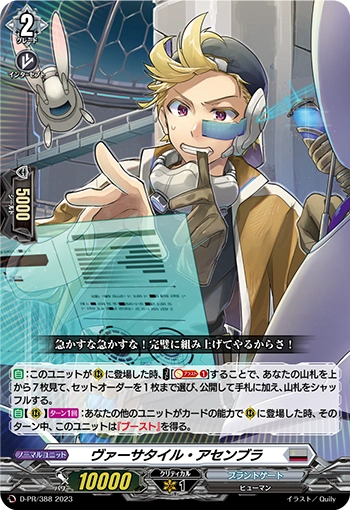 2
グレード
インターセプト
5000
シールド
急かすな急かすな！完璧に組み上げてやるからさ！
自：このユニットがRに登場した時、【コスト】【CB1】することで、あなたの山札を上から7枚見て、セットオーダーを1枚まで選び、公開して手札に加え、山札をシャッフルする。
自 R ターン1回：あなたの他のユニットがカードの能力でRに登場した時、そのターン中、このユニットは『ブースト』を得る。
ノーマルユニット
ヴァーサタイル・アセンブラ
パワー 10000
クリティカル
1
ブラントゲート
ヒューマン
D-PR/388 2023
イラスト／ Quily